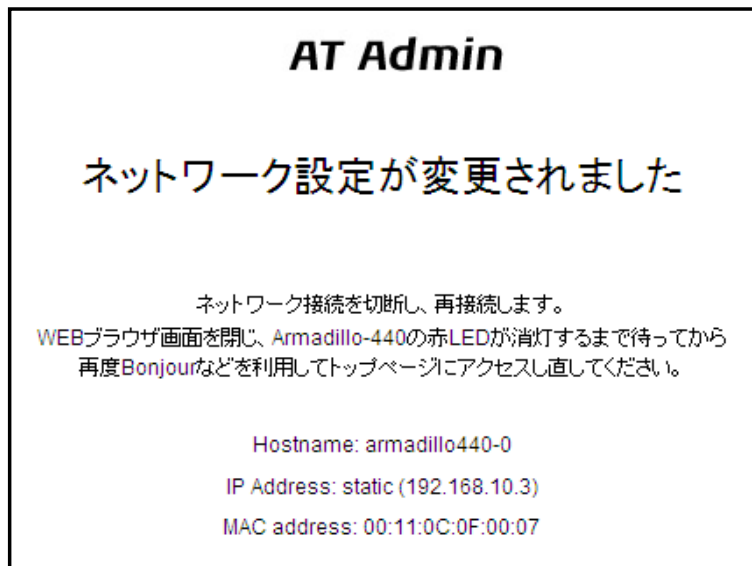 AT Admin
ネットワーク設定が変更されました
ネットワーク接続を切断し、再接続します。
WEBブラウザ画面を閉じ、Armadillo-440の赤LEDが消灯するまで待ってから
再度Bonjourなどを利用してトップページにアクセスし直してください。
Hostname: armadillo440-0
IP Address: static (192.168.10.3)
MAC address: 00:11:0C:0F:00:07